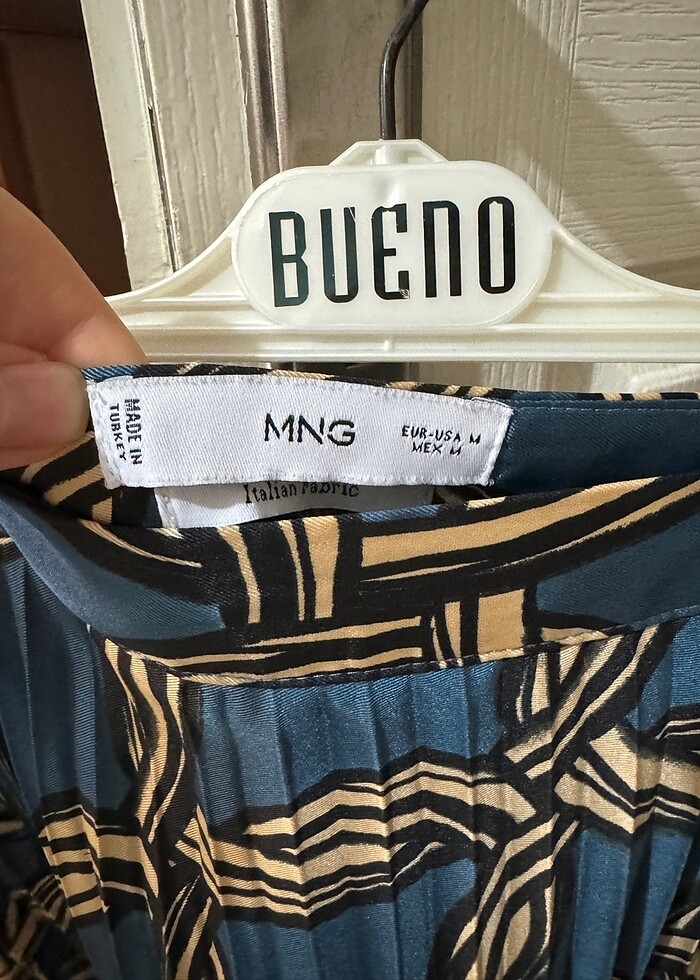 BUENO
MADE IN
TURKEY
MNG
EUR-USA M
MEX M
Italian Fabric